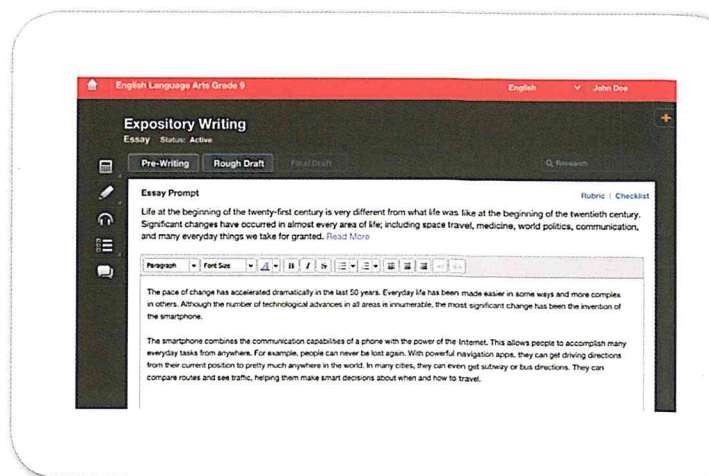 English Language Arts Grade 9 English John Doe
Expository Writing
Essay Status: Active
Pre-Writing Rough Draft Final Draft Research
Essay Prompt Rubric | Checklist
Life at the beginning of the twenty-first century is very different from what life was like at the beginning of the twentieth century.
Significant changes have occurred in almost every area of life; including space travel, medicine, world politics, communication,
and many everyday things we take for granted. Read More
Paragraph Font Size A B I S
The pace of change has accelerated dramatically in the last 50 years. Everyday life has been made easier in some ways and more complex
in others. Although the number of technological advances in all areas is innumerable, the most significant change has been the invention of
the smartphone.
The smartphone combines the communication capabilities of a phone with the power of the Internet. This allows people to accomplish many
everyday tasks from anywhere. For example, people can never be lost again. With powerful navigation apps, they can get driving directions
from their current position to pretty much anywhere in the world. In many cities, they can even get subway or bus directions. They can
compare routes and see traffic, helping them make smart decisions about when and how to travel.